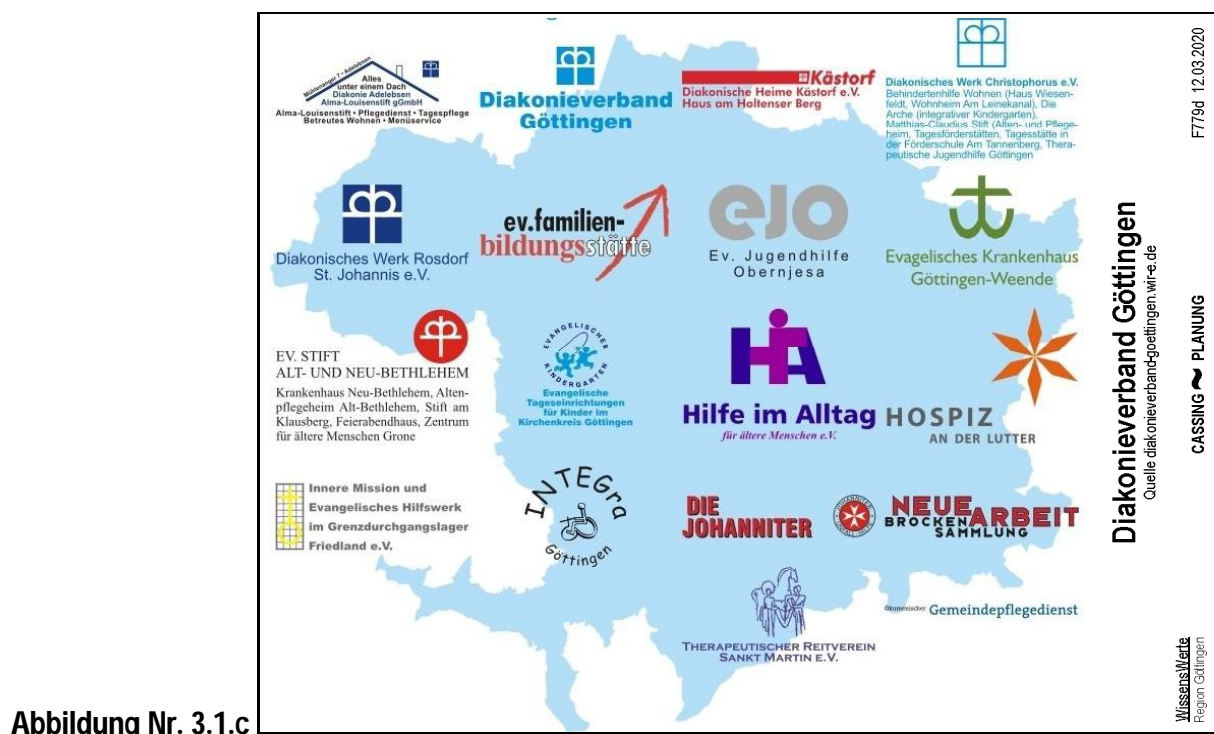 Mühlenanger 7 • Adelebsen
Alles
unter einem Dach
Diakonie Adelebsen
Alma-Louisenstift gGmbH
Alma-Louisenstift • Pflegedienst • Tagespflege
Betreutes Wohnen • Menüservice
Diakonieverband
Göttingen
Kästorf
Diakonische Heime Kästorf e.V.
Haus am Holtenser Berg
Diakonisches Werk Christophorus e.V.
Behindertenhilfe Wohnen (Haus Wiesen-
feldt, Wohnheim Am Leinekanal), Die
Arche (integrativer Kindergarten),
Matthias-Claudius Stift (Alten- und Pflege-
heim, Tagesförderstätten, Tagesstätte in
der Förderschule Am Tannenberg, Thera-
peutische Jugendhilfe Göttingen
Diakonisches Werk Rosdorf
St. Johannis e.V.
ev.familien-
bildungsstätte
ejo
Ev. Jugendhilfe
Obernjesa
Evagelisches Krankenhaus
Göttingen-Weende
EV. STIFT
ALT- UND NEU-BETHLEHEM
Krankenhaus Neu-Bethlehem, Alten-
pflegeheim Alt-Bethlehem, Stift am
Klausberg, Feierabendhaus, Zentrum
für ältere Menschen Grone
EVANGELISCHER
KINDERGARTEN
Evangelische
Tageseinrichtungen
für Kinder im
Kirchenkreis Göttingen
HiA
Hilfe im Alltag
für ältere Menschen e.V.
HOSPIZ
AN DER LUTTER
Innere Mission und
Evangelisches Hilfswerk
im Grenzdurchgangslager
Friedland e.V.
INTEGra
Göttingen
DIE
JOHANNITER
NEUE ARBEIT
BROCKENSAMMLUNG
THERAPEUTISCHER REITVEREIN
SANKT MARTIN E.V.
Ökumenischer Gemeindepflegedienst
Diakonieverband Göttingen
Quelle diakonieverband-goettingen.wir-e.de
F779d 12.03.2020
CASSING ~ PLANUNG
WissensWerte
Region Göttingen
Abbildung Nr. 3.1.c